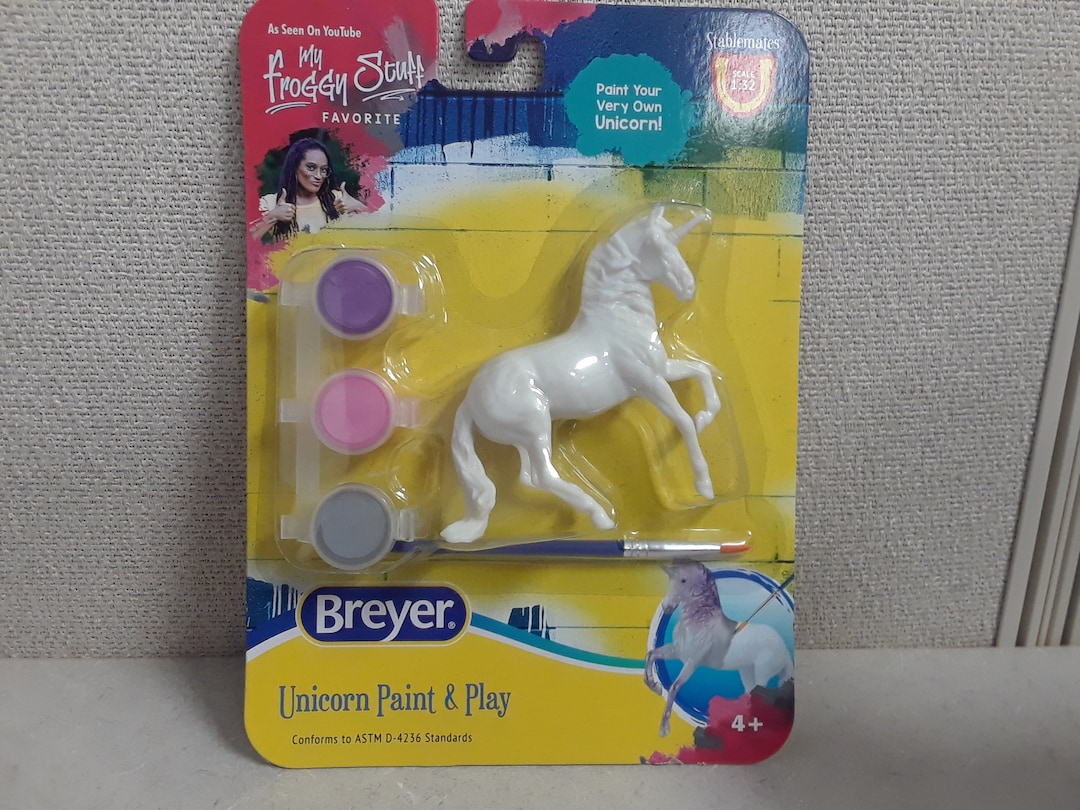 As Seen On YouTube
My
Froggy Stuff
FAVORITE
Stablemates
SCALE
1:32
Paint Your
Very Own
Unicorn!
Breyer®
Unicorn Paint & Play
Conforms to ASTM D-4236 Standards
4+